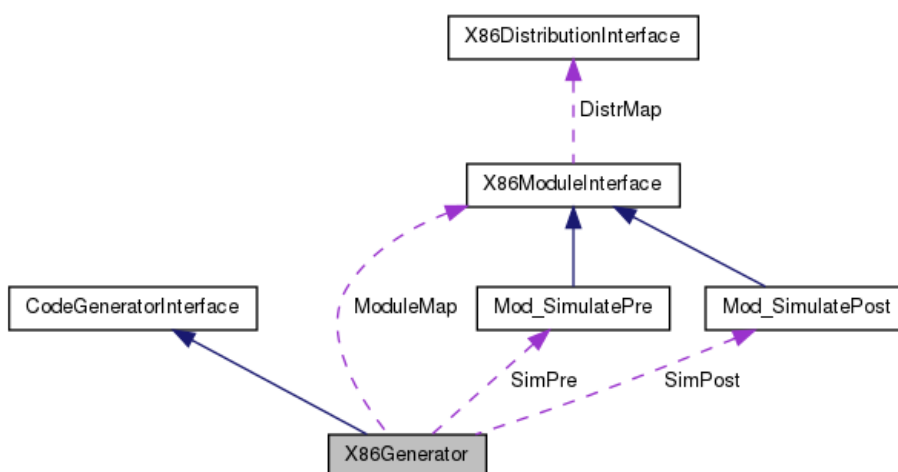 X86DistributionInterface
DistrMap
X86ModuleInterface
CodeGeneratorInterface
ModuleMap
Mod_SimulatePre
Mod_SimulatePost
SimPre
SimPost
X86Generator